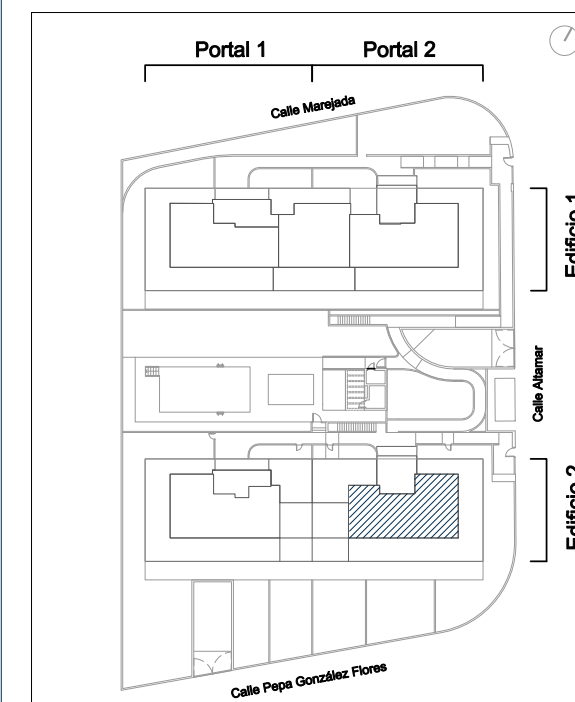 Portal 1
Portal 2
Calle Marejada
Edificio 1
Calle Altamar
Edificio 2
Calle Pepa González Flores